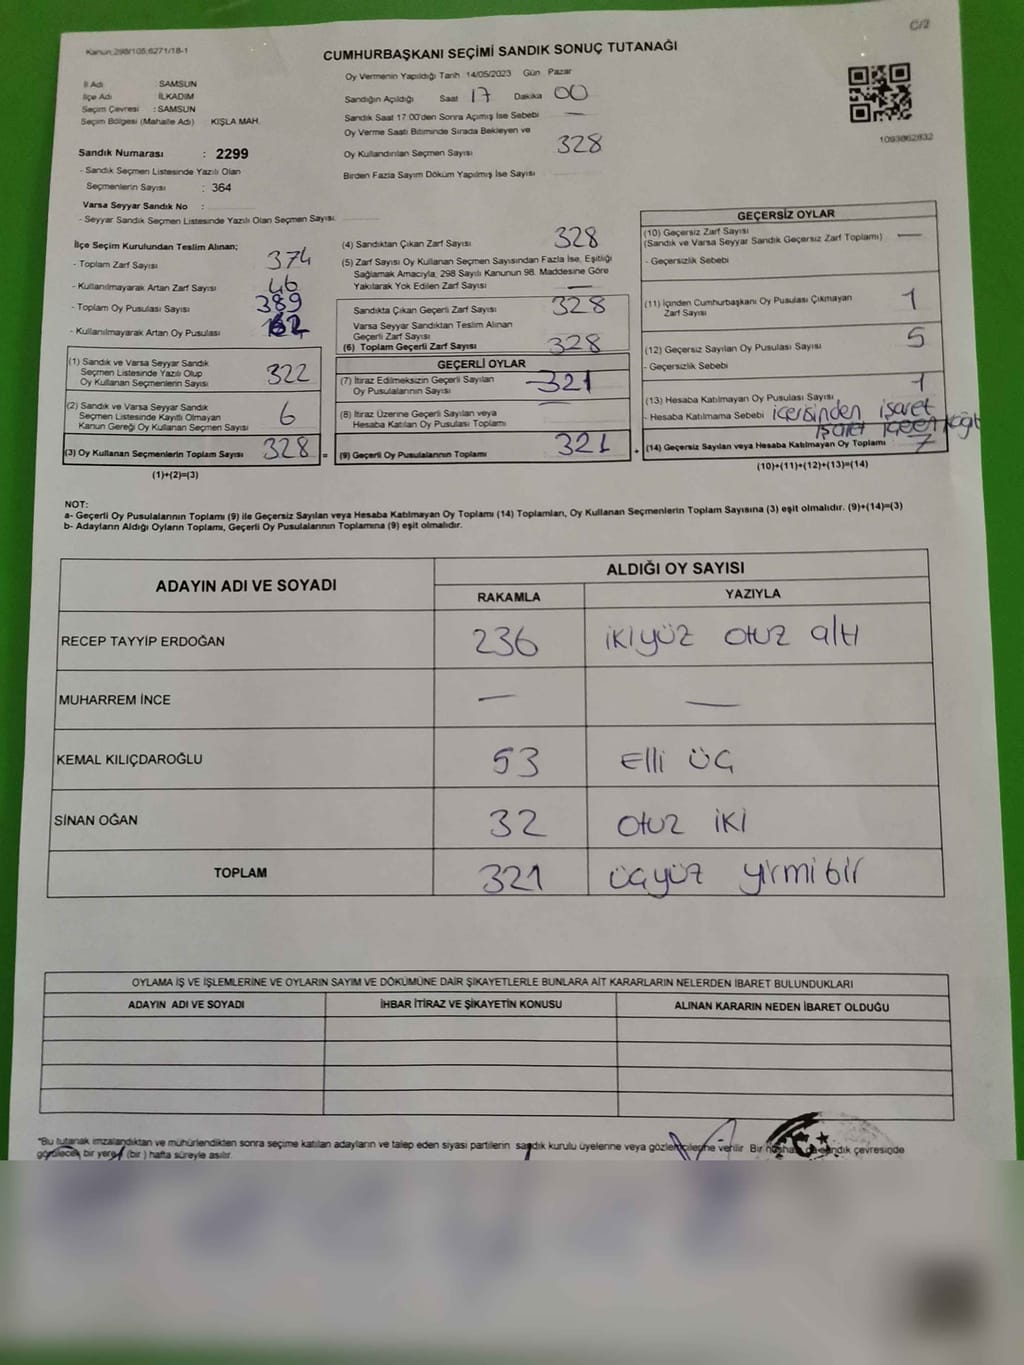 C/2
Kanun:298/105;6271/18-1
CUMHURBAŞKANI SEÇİMİ SANDIK SONUÇ TUTANAĞI
İl Adı : SAMSUN
İlçe Adı : İLKADIM
Seçim Çevresi : SAMSUN
Seçim Bölgesi (Mahalle Adı) : KIŞLA MAH.
Oy Vermenin Yapıldığı Tarih 14/05/2023 Gün Pazar
Sandığın Açıldığı Saat 17 Dakika 00
Sandık Saat 17:00'den Sonra Açımış İse Sebebi —
Oy Verme Saati Bitiminde Sırada Bekleyen ve
Oy Kullandırılan Seçmen Sayısı 328
Birden Fazla Sayım Döküm Yapılmış İse Sayısı
1093862832
Sandık Numarası : 2299
- Sandık Seçmen Listesinde Yazılı Olan
Seçmenlerin Sayısı : 364
Varsa Seyyar Sandık No :
- Seyyar Sandık Seçmen Listesinde Yazılı Olan Seçmen Sayısı:
İlçe Seçim Kurulundan Teslim Alınan;
- Toplam Zarf Sayısı 374
- Kullanılmayarak Artan Zarf Sayısı 46
- Toplam Oy Pusulası Sayısı 389
- Kullanılmayarak Artan Oy Pusulası
(1) Sandık ve Varsa Seyyar Sandık
Seçmen Listesinde Yazılı Olup
Oy Kullanan Seçmenlerin Sayısı 322
(2) Sandık ve Varsa Seyyar Sandık
Seçmen Listesinde Kayıtlı Olmayan
Kanun Gereği Oy Kullanan Seçmen Sayısı 6
(3) Oy Kullanan Seçmenlerin Toplam Sayısı 328 =
(1)+(2)=(3)
(4) Sandıktan Çıkan Zarf Sayısı 328
(5) Zarf Sayısı Oy Kullanan Seçmen Sayısından Fazla İse, Eşitliği
Sağlamak Amacıyla, 298 Sayılı Kanunun 98. Maddesine Göre
Yakılarak Yok Edilen Zarf Sayısı —
Sandıkta Çıkan Geçerli Zarf Sayısı 328
Varsa Seyyar Sandıktan Teslim Alınan
Geçerli Zarf Sayısı
(6) Toplam Geçerli Zarf Sayısı 328
GEÇERLİ OYLAR
(7) İtiraz Edilmeksizin Geçerli Sayılan
Oy Pusulalarının Sayısı 321
(8) İtiraz Üzerine Geçerli Sayılan veya
Hesaba Katılan Oy Pusulası Toplamı —
(9) Geçerli Oy Pusulalarının Toplamı 321 +
GEÇERSİZ OYLAR
(10) Geçersiz Zarf Sayısı
(Sandık ve Varsa Seyyar Sandık Geçersiz Zarf Toplamı) —
- Geçersizlik Sebebi
(11) İçinden Cumhurbaşkanı Oy Pusulası Çıkmayan
Zarf Sayısı 1
(12) Geçersiz Sayılan Oy Pusulası Sayısı 5
- Geçersizlik Sebebi
(13) Hesaba Katılmayan Oy Pusulası Sayısı 1
- Hesaba Katılmama Sebebi içerisinden işaret
(14) Geçersiz Sayılan veya Hesaba Katılmayan Oy Toplamı 7
(10)+(11)+(12)+(13)=(14)
NOT:
a- Geçerli Oy Pusulalarının Toplamı (9) ile Geçersiz Sayılan veya Hesaba Katılmayan Oy Toplamı (14) Toplamları, Oy Kullanan Seçmenlerin Toplam Sayısına (3) eşit olmalıdır. (9)+(14)=(3)
b- Adayların Aldığı Oyların Toplamı, Geçerli Oy Pusulalarının Toplamına (9) eşit olmalıdır.
ADAYIN ADI VE SOYADI
ALDIĞI OY SAYISI
RAKAMLA YAZIYLA
RECEP TAYYİP ERDOĞAN 236 ikiyüz otuz altı
MUHARREM İNCE — —
KEMAL KILIÇDAROĞLU 53 Elli üç
SİNAN OĞAN 32 otuz iki
TOPLAM 321 üçyüz yirmibir
OYLAMA İŞ VE İŞLEMLERİNE VE OYLARIN SAYIM VE DÖKÜMÜNE DAİR ŞİKAYETLERLE BUNLARA AİT KARARLARIN NELERDEN İBARET BULUNDUKLARI
ADAYIN ADI VE SOYADI İHBAR İTİRAZ VE ŞİKAYETİN KONUSU ALINAN KARARIN NEDEN İBARET OLDUĞU
"Bu tutanak imzalandıktan ve mühürlendikten sonra seçime katılan adayların ve talep eden siyasi partilerin sandık kurulu üyelerine veya gözlemcilerine verilir. Bir nüshası da sandık çevresinde
görülecek bir yere 1 (bir ) hafta süreyle asılır.